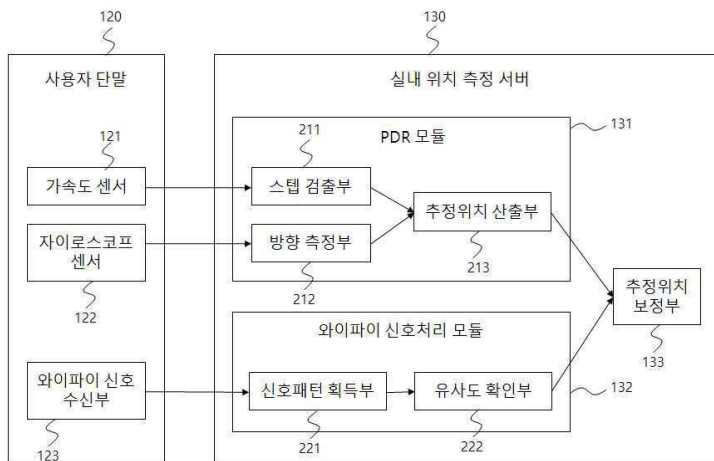 120
130
사용자 단말
실내 위치 측정 서버
121
211
PDR 모듈
131
가속도 센서
스텝 검출부
추정위치 산출부
213
자이로스코프
센서
122
방향 측정부
212
추정위치
보정부
133
와이파이 신호처리 모듈
132
와이파이 신호
수신부
123
신호패턴 획득부
221
유사도 확인부
222